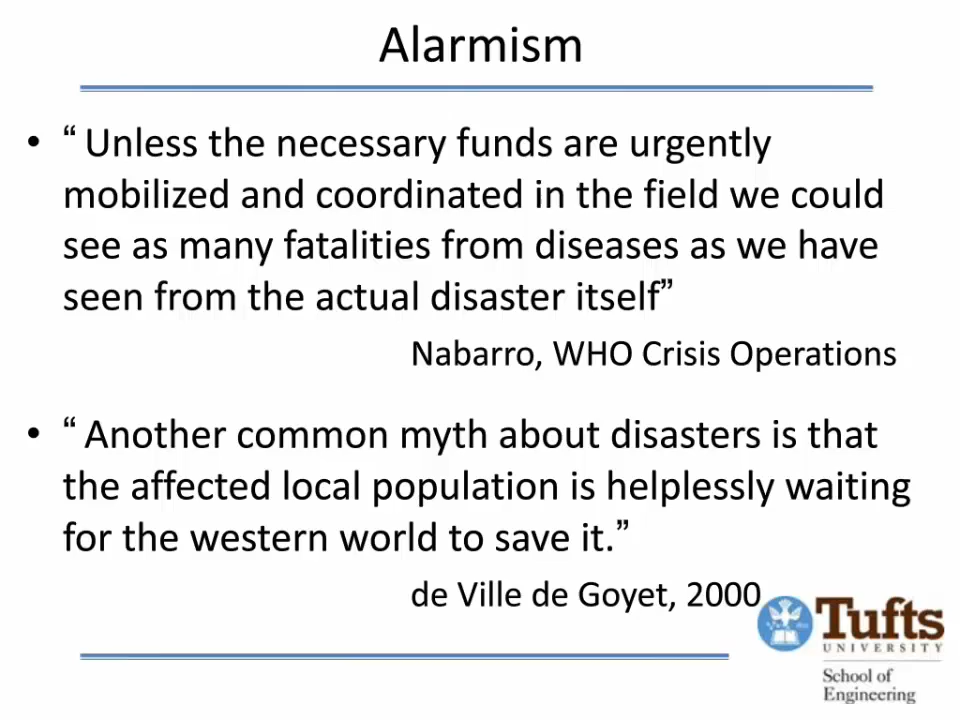 Alarmism
• “ Unless the necessary funds are urgently
mobilized and coordinated in the field we could
see as many fatalities from diseases as we have
seen from the actual disaster itself”
Nabarro, WHO Crisis Operations
• “ Another common myth about disasters is that
the affected local population is helplessly waiting
for the western world to save it.”
de Ville de Goyet, 2000
Tufts
UNIVERSITY
School of
Engineering